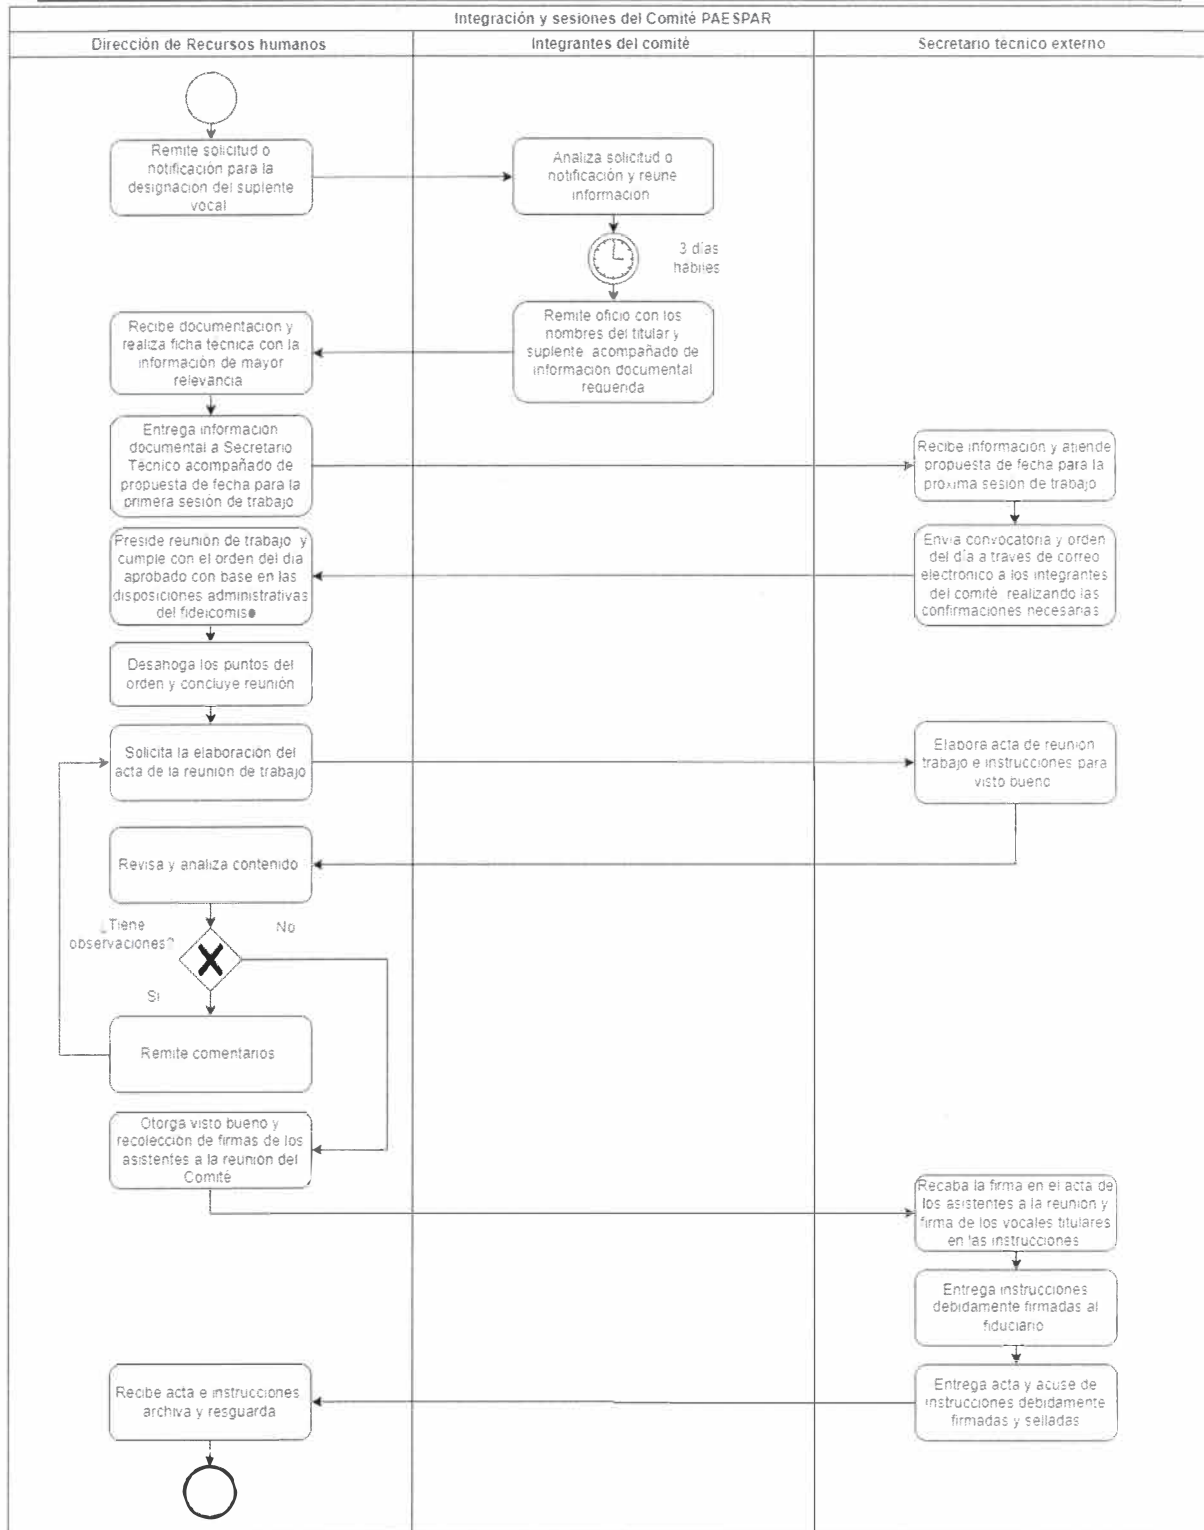 Integración y sesiones del Comité PAESPAR
Dirección de Recursos humanos
Integrantes del comité
Secretario técnico externo
Remite solicitud o
notificación para la
designación del suplente
vocal
Analiza solicitud o
notificación y reune
informacion
3 días
habiles
Remite oficio con los
nombres del titular y
suplente acompañado de
información documental
requerida
Recibe documentacion y
realiza ficha técnica con la
información de mayor
relevancia
Entrega información
documental a Secretario
Técnico acompañado de
propuesta de fecha para la
primera sesión de trabajo
Recibe información y atiende
propuesta de fecha para la
próxima sesión de trabajo
Envia convocatoria y orden
del día a traves de correo
electrónico a los integrantes
del comité realizando las
confirmaciones necesarias
Preside reunión de trabajo y
cumple con el orden del día
aprobado con base en las
disposiciones administrativas
del fideicomiso
Desahoga los puntos del
orden y concluye reunión
Solicita la elaboración del
acta de la reunión de trabajo
Elabora acta de reunión
trabajo e instrucciones para
visto bueno
Revisa y analiza contenido
¿Tiene
observaciones?
No
Si
Remite comentarios
Otorga visto bueno y
recolección de firmas de los
asistentes a la reunión del
Comité
Recaba la firma en el acta de
los asistentes a la reunión y
firma de los vocales titulares
en las instrucciones
Entrega instrucciones
debidamente firmadas al
fiduciario
Entrega acta y acuse de
instrucciones debidamente
firmadas y selladas
Recibe acta e instrucciones
archiva y resguarda